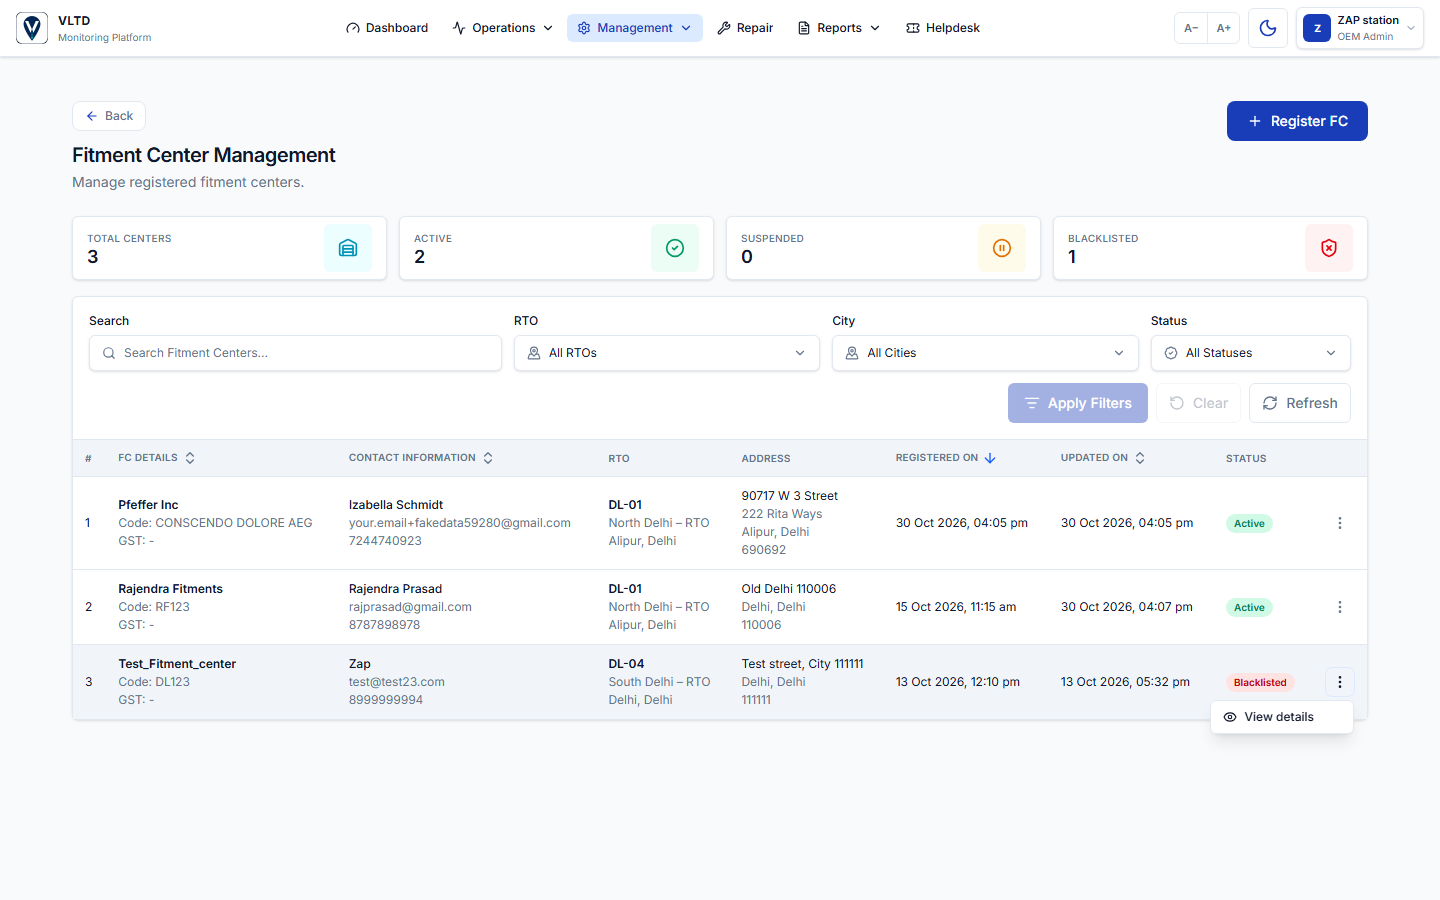 VLTD
Monitoring Platform
Dashboard
Operations
Management
Repair
Reports
Helpdesk
A−
A+
Z
ZAP station
OEM Admin
Back
Register FC
Fitment Center Management
Manage registered fitment centers.
TOTAL CENTERS
3
ACTIVE
2
SUSPENDED
0
BLACKLISTED
1
Search
Search Fitment Centers...
RTO
All RTOs
City
All Cities
Status
All Statuses
Apply Filters
Clear
Refresh
# FC DETAILS CONTACT INFORMATION RTO ADDRESS REGISTERED ON UPDATED ON STATUS
1
Pfeffer Inc
Code: CONSCENDO DOLORE AEG
GST: -
Izabella Schmidt
your.email+fakedata59280@gmail.com
7244740923
DL-01
North Delhi – RTO
Alipur, Delhi
90717 W 3 Street
222 Rita Ways
Alipur, Delhi
690692
30 Oct 2026, 04:05 pm
30 Oct 2026, 04:05 pm
Active
2
Rajendra Fitments
Code: RF123
GST: -
Rajendra Prasad
rajprasad@gmail.com
8787898978
DL-01
North Delhi – RTO
Alipur, Delhi
Old Delhi 110006
Delhi, Delhi
110006
15 Oct 2026, 11:15 am
30 Oct 2026, 04:07 pm
Active
3
Test_Fitment_center
Code: DL123
GST: -
Zap
test@test23.com
8999999994
DL-04
South Delhi – RTO
Delhi, Delhi
Test street, City 111111
Delhi, Delhi
111111
13 Oct 2026, 12:10 pm
13 Oct 2026, 05:32 pm
Blacklisted
View details